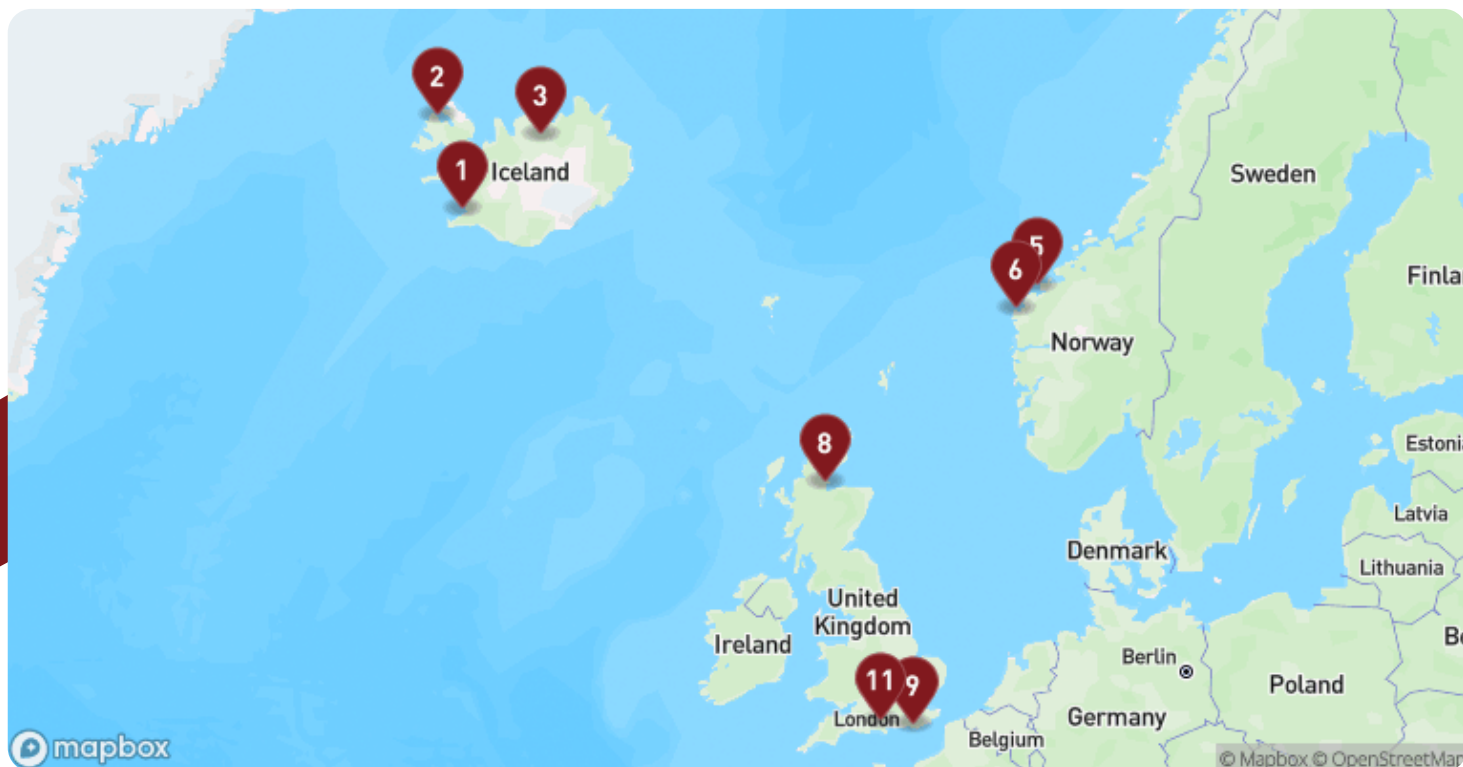 2
3
1
Iceland
Sweden
5
6
Finla
Norway
8
Estonia
Latvia
Denmark
Lithuania
United
Kingdom
Ireland
Be
11
9
Berlin
Poland
London
Germany
Belgium
mapbox
© Mapbox © OpenStreetMap